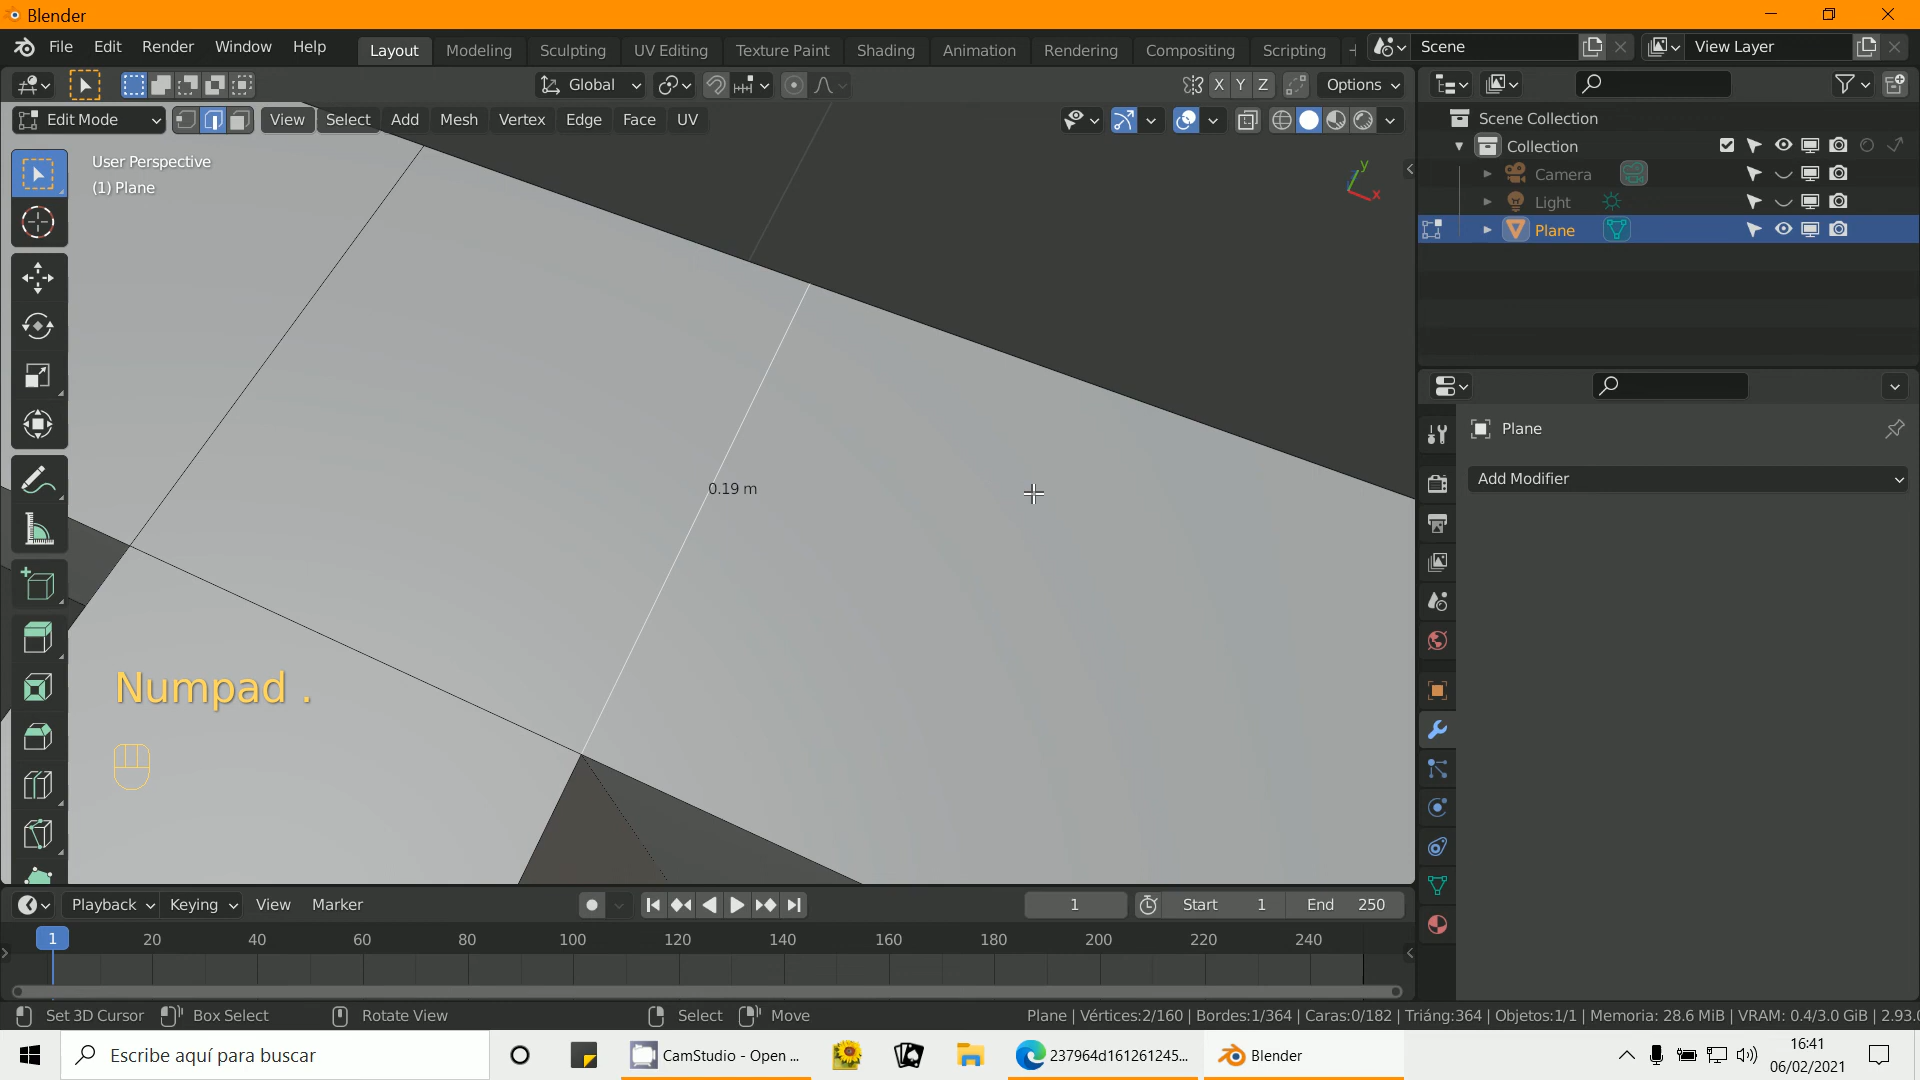 Blender
File Edit Render Window Help Layout Modeling Sculpting UV Editing Texture Paint Shading Animation Rendering Compositing Scripting Scene View Layer
Global X Y Z Options
Edit Mode View Select Add Mesh Vertex Edge Face UV
Scene Collection
Collection
Camera
Light
Plane
User Perspective
(1) Plane
y
x
Plane
Add Modifier
0.19 m
Numpad .
Playback Keying View Marker 1 Start 1 End 250
1 20 40 60 80 100 120 140 160 180 200 220 240
Set 3D Cursor Box Select Rotate View Select Move Plane | Vértices:2/160 | Bordes:1/364 | Caras:0/182 | Triáng:364 | Objetos:1/1 | Memoria: 28.6 MiB | VRAM: 0.4/3.0 GiB | 2.93.0
Escribe aquí para buscar CamStudio - Open ... 237964d161261245... Blender 16:41
06/02/2021